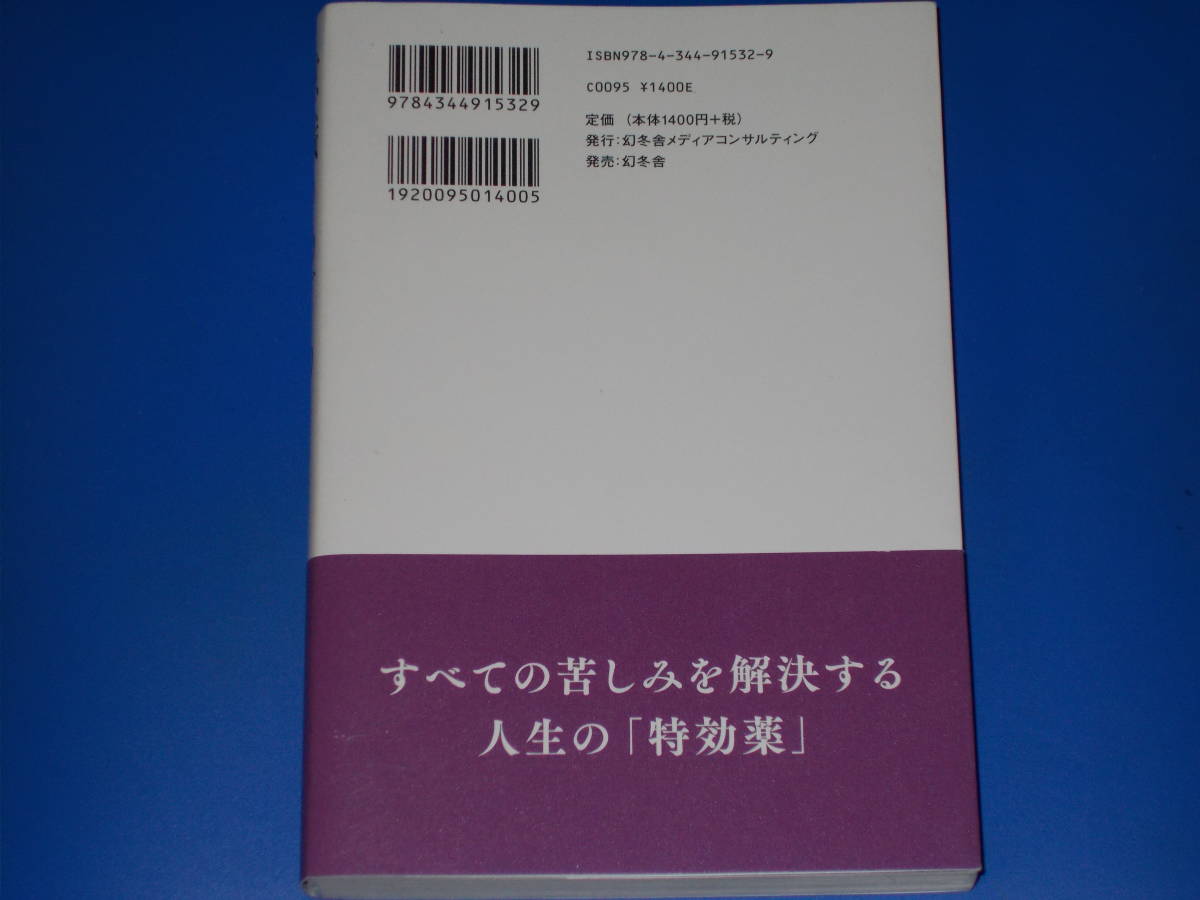 9784344915329
1920095014005
ISBN978-4-344-91532-9
C0095 ¥1400E
定価 (本体1400円+税)
発行:幻冬舎メディアコンサルティング
発売:幻冬舎
すべての苦しみを解決する
人生の「特効薬」